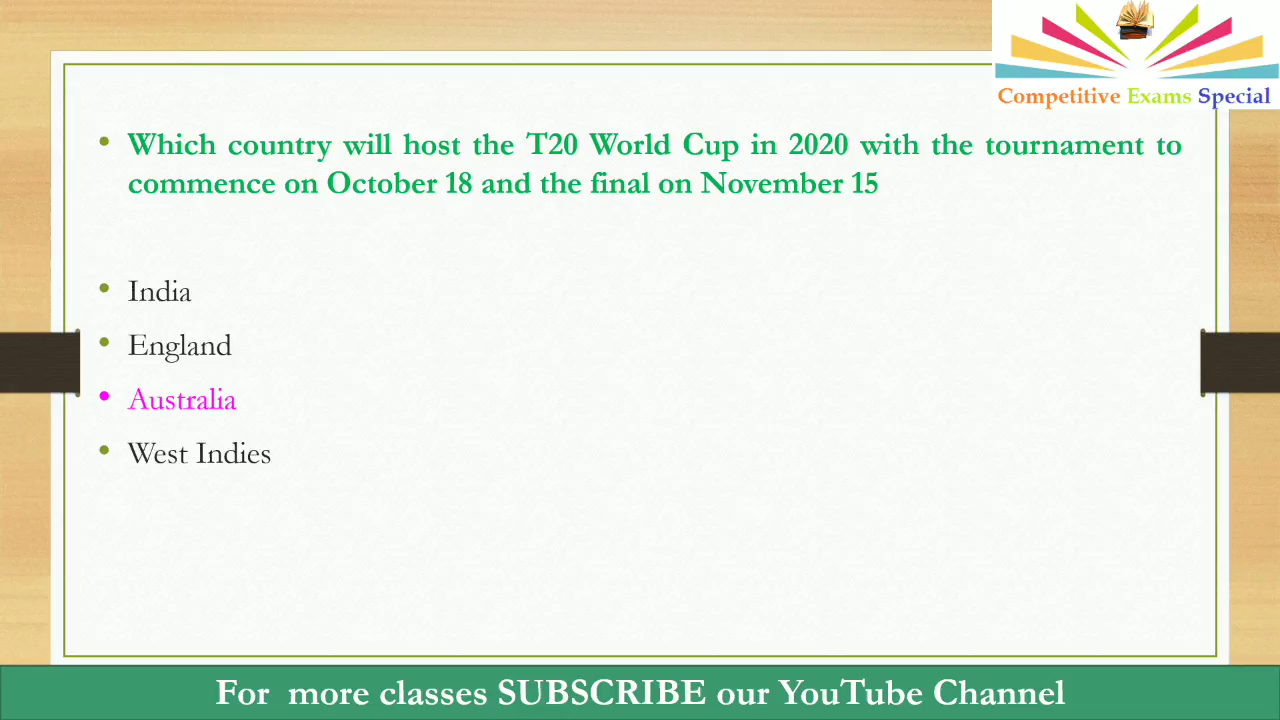 Competitive Exams Special
• Which country will host the T20 World Cup in 2020 with the tournament to
commence on October 18 and the final on November 15
• India
• England
• Australia
• West Indies
For  more classes SUBSCRIBE our YouTube Channel